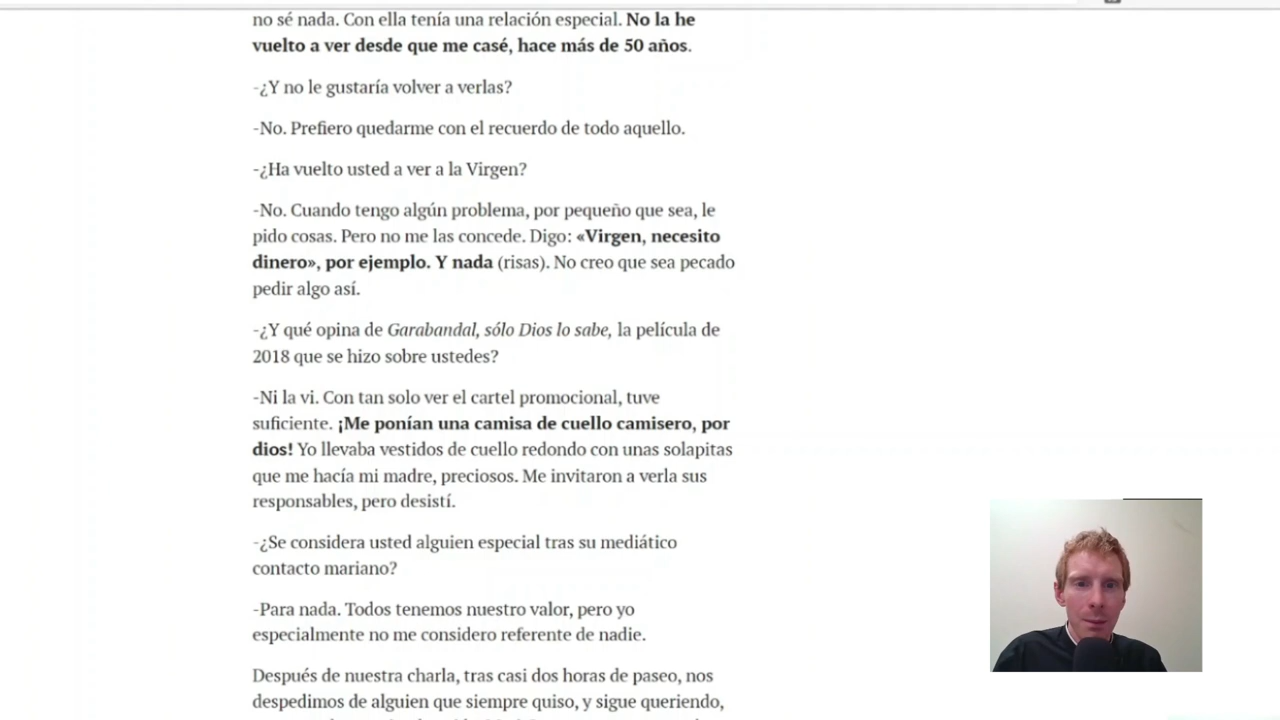 no sé nada. Con ella tenía una relación especial. No la he
vuelto a ver desde que me casé, hace más de 50 años.
-¿Y no le gustaría volver a verlas?
-No. Prefiero quedarme con el recuerdo de todo aquello.
-¿Ha vuelto usted a ver a la Virgen?
-No. Cuando tengo algún problema, por pequeño que sea, le
pido cosas. Pero no me las concede. Digo: «Virgen, necesito
dinero», por ejemplo. Y nada (risas). No creo que sea pecado
pedir algo así.
-¿Y qué opina de Garabandal, sólo Dios lo sabe, la película de
2018 que se hizo sobre ustedes?
-Ni la vi. Con tan solo ver el cartel promocional, tuve
suficiente. ¡Me ponían una camisa de cuello camisero, por
dios! Yo llevaba vestidos de cuello redondo con unas solapitas
que me hacía mi madre, preciosos. Me invitaron a verla sus
responsables, pero desistí.
-¿Se considera usted alguien especial tras su mediático
contacto mariano?
-Para nada. Todos tenemos nuestro valor, pero yo
especialmente no me considero referente de nadie.
Después de nuestra charla, tras casi dos horas de paseo, nos
despedimos de alguien que siempre quiso, y sigue queriendo,